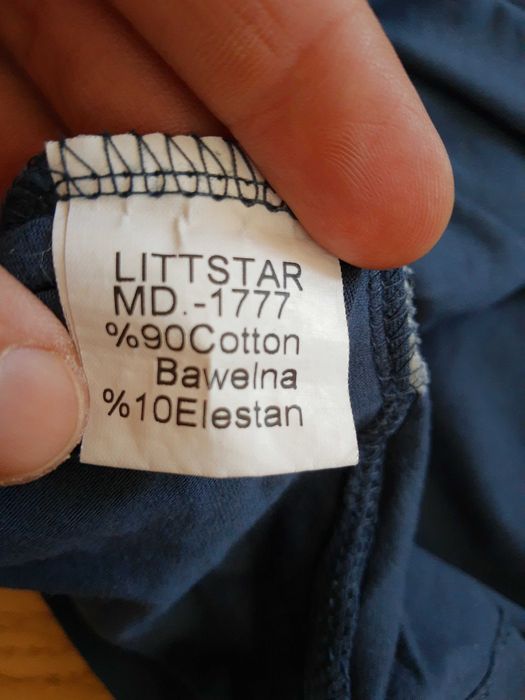 LITTSTAR
MD.-1777
%90Cotton
Bawelna
%10Elestan